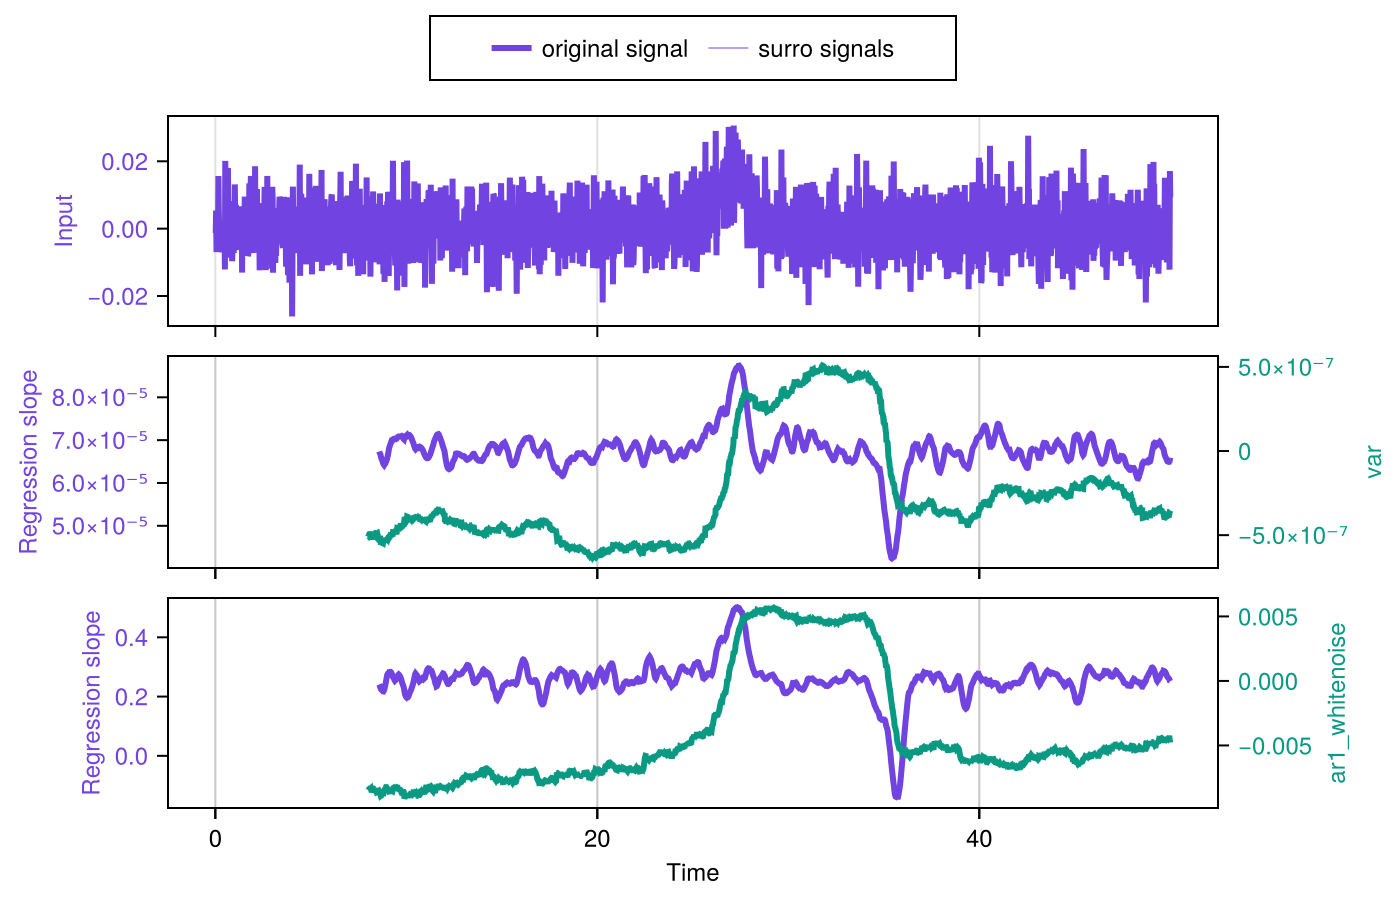 original signal surro signals
Input
0.02
0.00
−0.02
Regression slope
8.0×10⁻⁵
7.0×10⁻⁵
6.0×10⁻⁵
5.0×10⁻⁵
5.0×10⁻⁷
0
−5.0×10⁻⁷
var
Regression slope
0.4
0.2
0.0
0.005
0.000
−0.005
ar1_whitenoise
0 20 40
Time